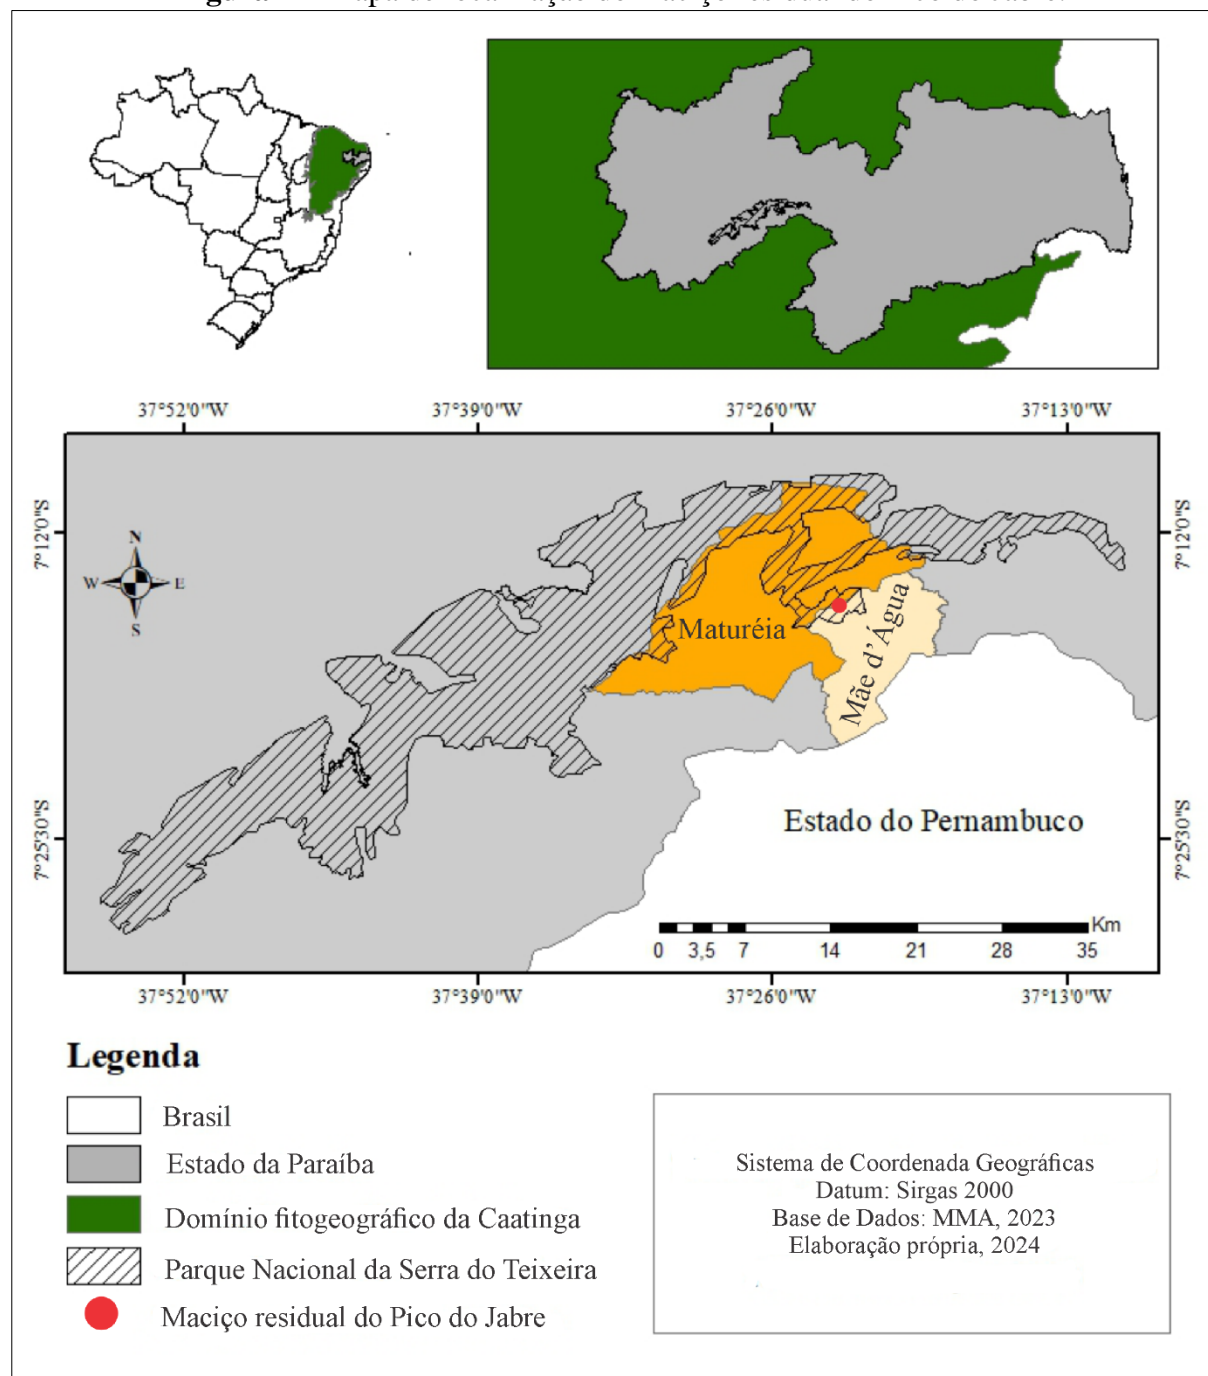 37°52'0"W 37°39'0"W 37°26'0"W 37°13'0"W
7°12'0"S
7°12'0"S
N
W
E
S
Maturéia
Mãe d'Água
Estado do Pernambuco
7°25'30"S
7°25'30"S
Km
0 3,5 7 14 21 28 35
37°52'0"W 37°39'0"W 37°26'0"W 37°13'0"W
Legenda
Brasil
Estado da Paraíba
Domínio fitogeográfico da Caatinga
Parque Nacional da Serra do Teixeira
Maciço residual do Pico do Jabre
Sistema de Coordenada Geográficas
Datum: Sirgas 2000
Base de Dados: MMA, 2023
Elaboração própria, 2024